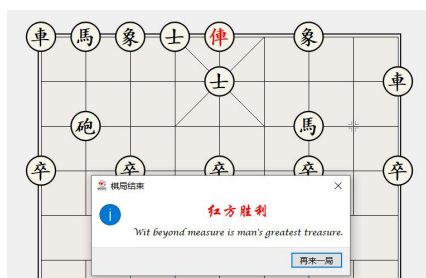 車 馬 象 士 俥 象
士 車
砲 馬
卒 卒 卒 卒 卒
棋局结束
红方胜利
Wit beyond measure is man's greatest treasure.
再来一局